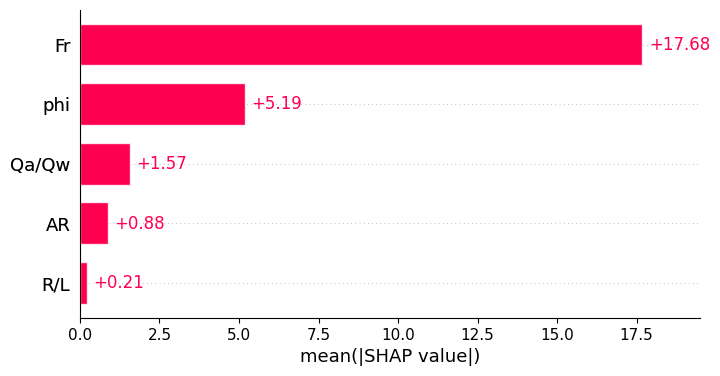 Fr +17.68
phi +5.19
Qa/Qw +1.57
AR +0.88
R/L +0.21
0.0 2.5 5.0 7.5 10.0 12.5 15.0 17.5
mean(|SHAP value|)